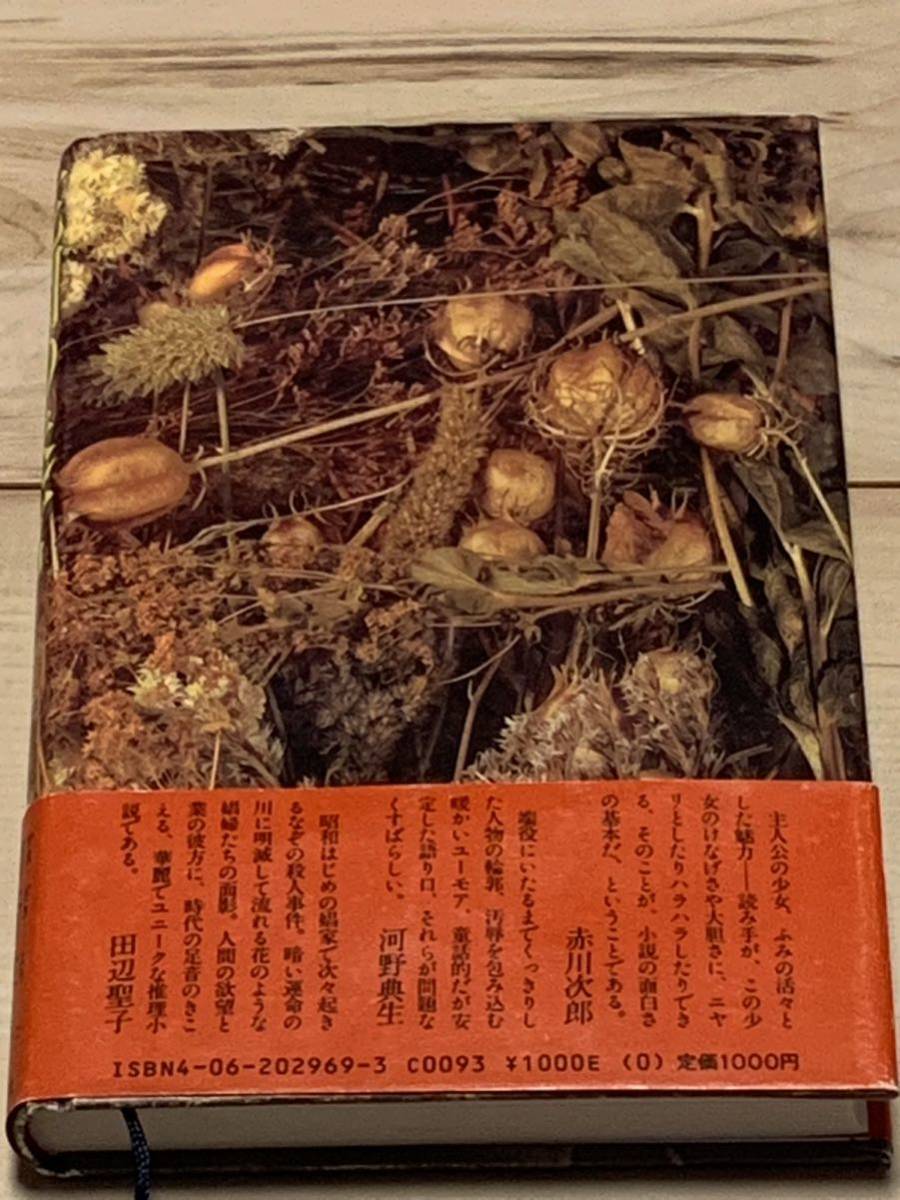 主人公の少女、ふみの活々と
した魅力――読み手が、この少
女のけなげさや大胆さに、ニヤ
リとしたりハラハラしたりでき
る、そのことが、小説の面白さ
の基本だ、ということである。
赤川次郎
端役にいたるまでくっきりし
た人物の輪郭、汚辱を包み込む
暖かいユーモア、童話的だが安
定した語り口、それらが問題な
くすばらしい。
河野典生
昭和はじめの娼家で次々起き
るなぞの殺人事件。暗い運命の
川に明滅して流れる花のような
娼婦たちの面影。人間の欲望と
業の彼方に、時代の足音のきこ
える、華麗でユニークな推理小
説である。
田辺聖子
ISBN4-06-202969-3 C0093 ¥1000E (0) 定価1000円